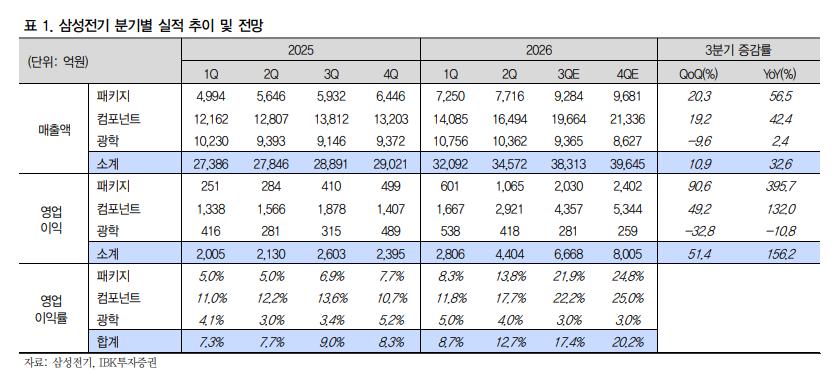 표 1. 삼성전기 분기별 실적 추이 및 전망
(단위: 억원) 2025 2026 3분기 증감률
1Q 2Q 3Q 4Q 1Q 2Q 3QE 4QE QoQ(%) YoY(%)
매출액 패키지 4,994 5,646 5,932 6,446 7,250 7,716 9,284 9,681 20.3 56.5
컴포넌트 12,162 12,807 13,812 13,203 14,085 16,494 19,664 21,336 19.2 42.4
광학 10,230 9,393 9,146 9,372 10,756 10,362 9,365 8,627 -9.6 2.4
소계 27,386 27,846 28,891 29,021 32,092 34,572 38,313 39,645 10.9 32.6
영업이익 패키지 251 284 410 499 601 1,065 2,030 2,402 90.6 395.7
컴포넌트 1,338 1,566 1,878 1,407 1,667 2,921 4,357 5,344 49.2 132.0
광학 416 281 315 489 538 418 281 259 -32.8 -10.8
소계 2,005 2,130 2,603 2,395 2,806 4,404 6,668 8,005 51.4 156.2
영업이익률 패키지 5.0% 5.0% 6.9% 7.7% 8.3% 13.8% 21.9% 24.8%
컴포넌트 11.0% 12.2% 13.6% 10.7% 11.8% 17.7% 22.2% 25.0%
광학 4.1% 3.0% 3.4% 5.2% 5.0% 4.0% 3.0% 3.0%
합계 7.3% 7.7% 9.0% 8.3% 8.7% 12.7% 17.4% 20.2%
자료: 삼성전기, IBK투자증권